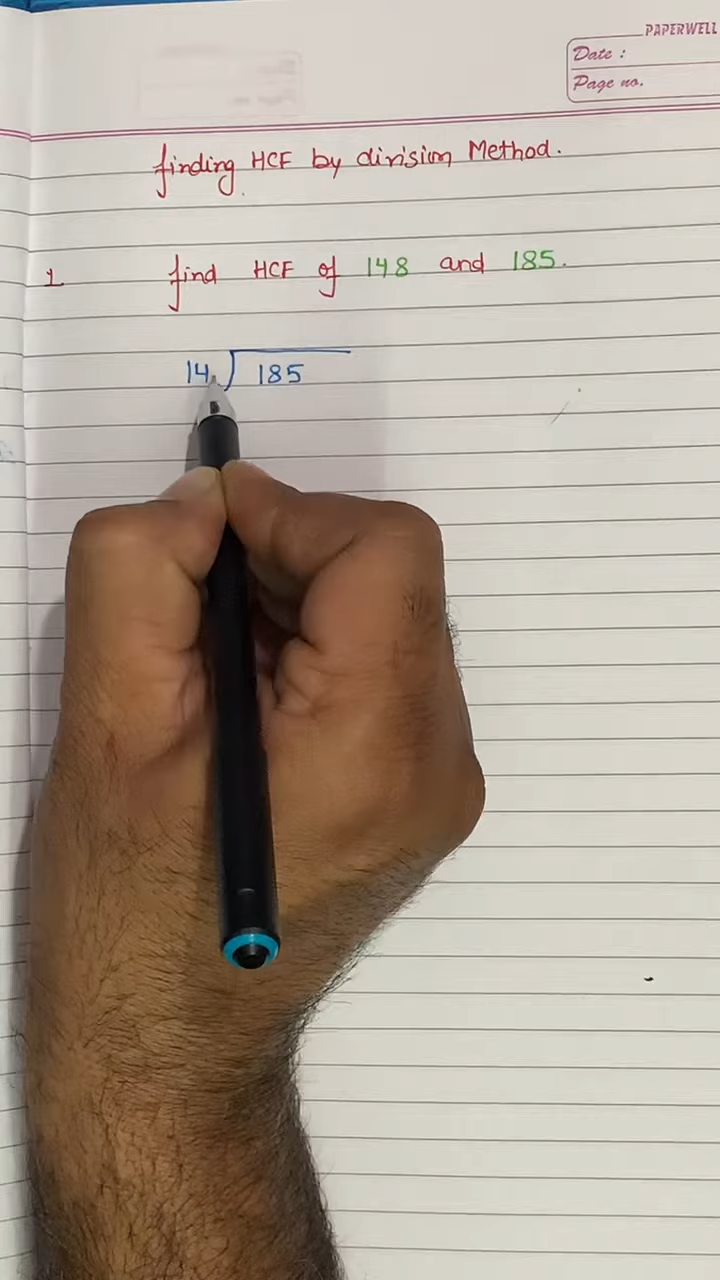 PAPERWELL
Date :
Page no.
finding HCF by division Method.
1 find HCF of 148 and 185.
14 ) 185